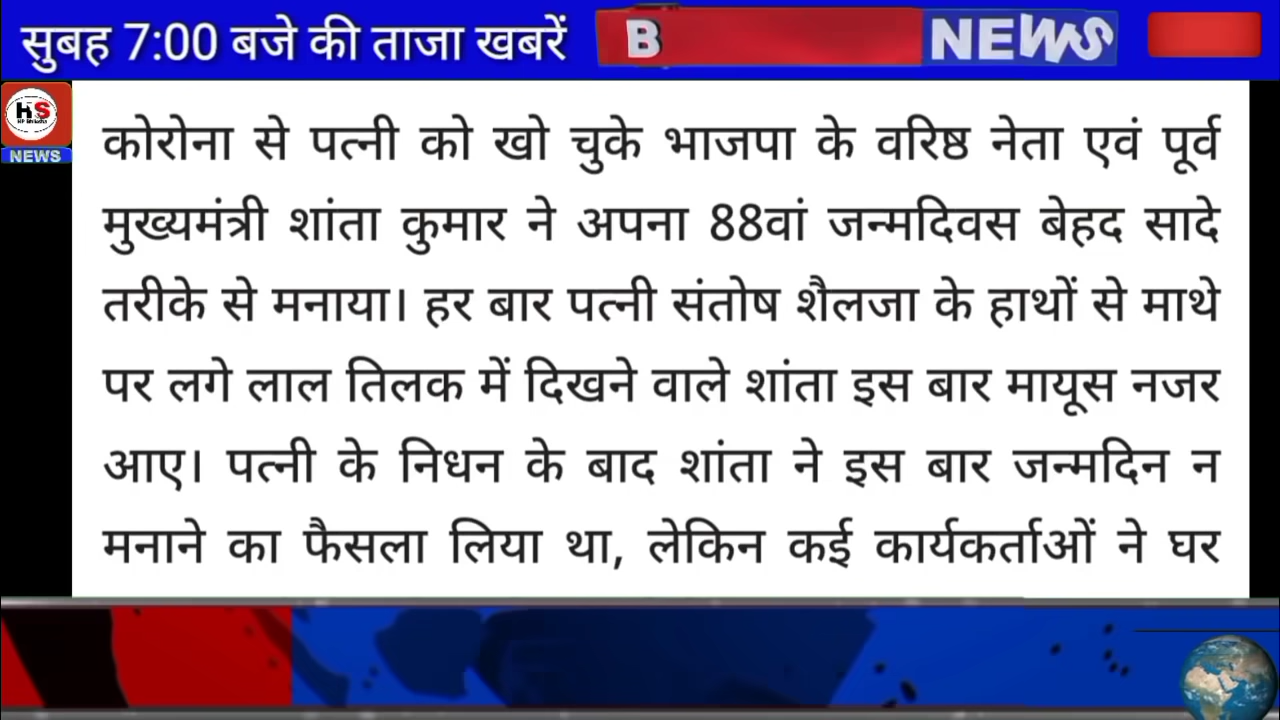 सुबह 7:00 बजे की ताजा खबरें
B NEWS
HS
NEWS
कोरोना से पत्नी को खो चुके भाजपा के वरिष्ठ नेता एवं पूर्व
मुख्यमंत्री शांता कुमार ने अपना 88वां जन्मदिवस बेहद सादे
तरीके से मनाया। हर बार पत्नी संतोष शैलजा के हाथों से माथे
पर लगे लाल तिलक में दिखने वाले शांता इस बार मायूस नजर
आए। पत्नी के निधन के बाद शांता ने इस बार जन्मदिन न
मनाने का फैसला लिया था, लेकिन कई कार्यकर्ताओं ने घर